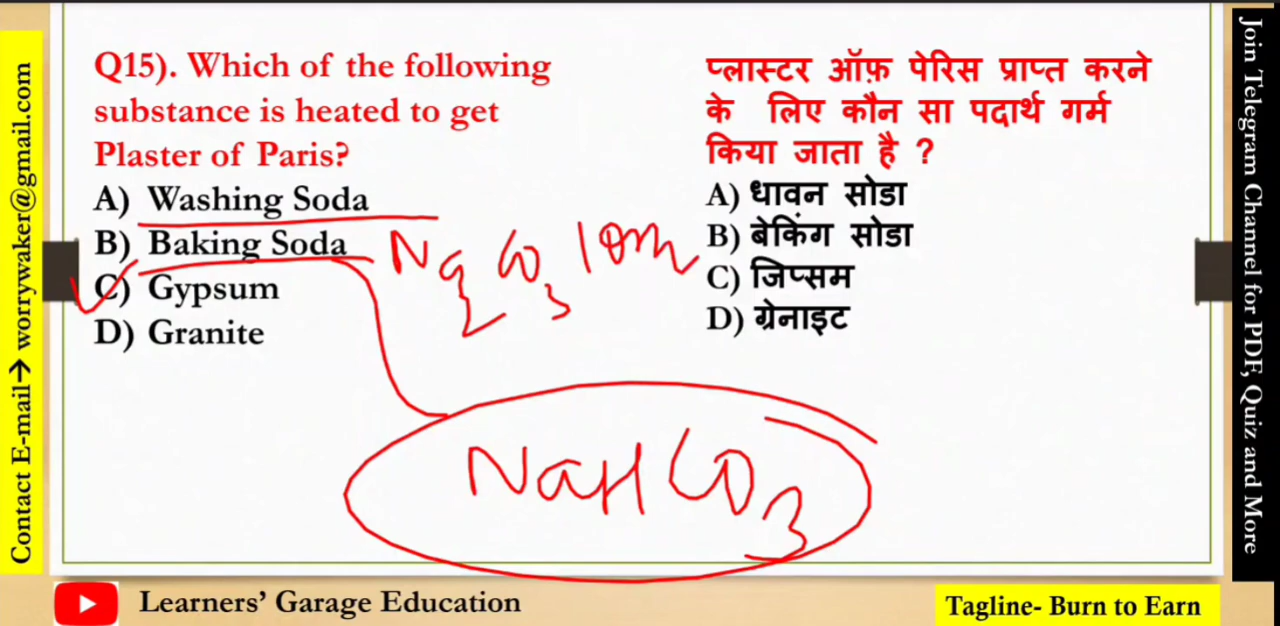 Q15). Which of the following
substance is heated to get
Plaster of Paris?
A) Washing Soda
B) Baking Soda
C) Gypsum
D) Granite
Na2CO3 10
NaHCO3
प्लास्टर ऑफ़ पेरिस प्राप्त करने
के लिए कौन सा पदार्थ गर्म
किया जाता है ?
A) धावन सोडा
B) बेकिंग सोडा
C) जिप्सम
D) ग्रेनाइट
Contact E-mail→ worrywaker@gmail.com
Join Telegram Channel for PDF, Quiz and More
Learners' Garage Education
Tagline- Burn to Earn